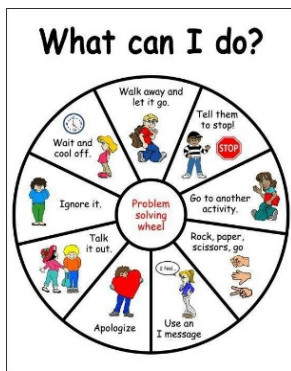 What can I do?
Walk away and
let it go.
Tell them
to stop!
STOP
Go to another
activity.
Rock, paper,
scissors, go
Use an
I message
I feel...
Apologize
Talk
it out.
Ignore it.
Wait and
cool off.
Problem
solving
wheel